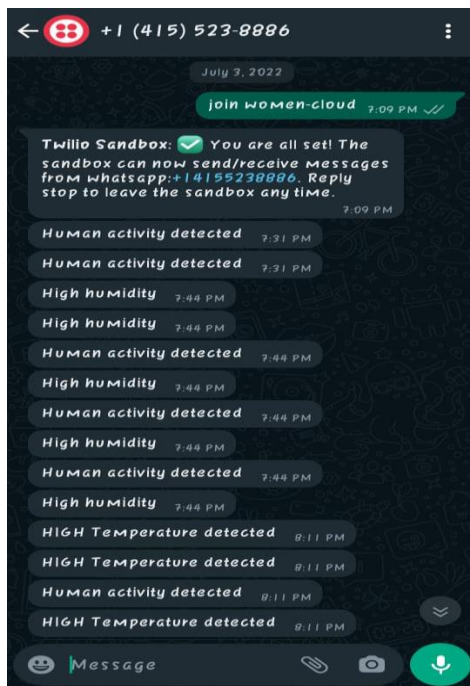 +1 (415) 523-8886
July 3, 2022
join women-cloud 7:09 PM
Twilio Sandbox: ✅ You are all set! The
sandbox can now send/receive messages
from whatsapp:+14155238886. Reply
stop to leave the sandbox any time.
7:09 PM
Human activity detected 7:31 PM
Human activity detected 7:31 PM
High humidity 7:44 PM
High humidity 7:44 PM
Human activity detected 7:44 PM
High humidity 7:44 PM
Human activity detected 7:44 PM
High humidity 7:44 PM
Human activity detected 7:44 PM
High humidity 7:44 PM
HIGH Temperature detected 8:11 PM
HIGH Temperature detected 8:11 PM
Human activity detected 8:11 PM
HIGH Temperature detected 8:11 PM
Message